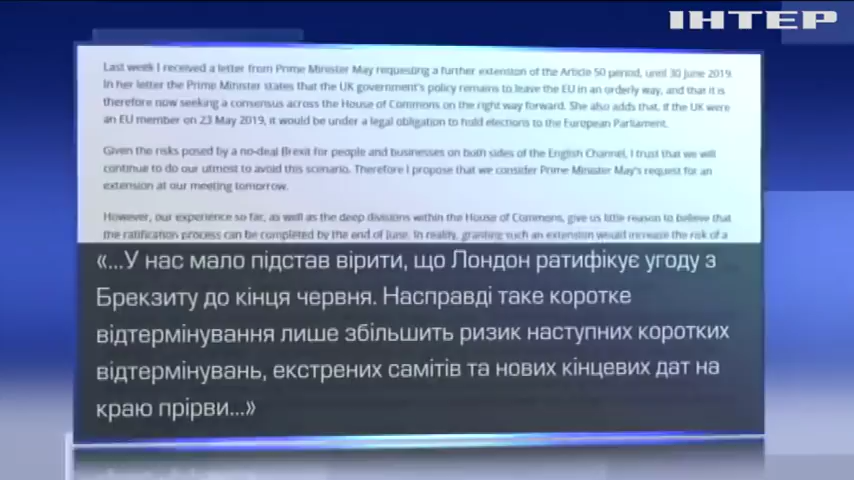 ІНТЕР
Last week I received a letter from Prime Minister May requesting a further extension of the Article 50 period, until 30 June 2019.
In her letter the Prime Minister states that the UK government's policy remains to leave the EU in an orderly way, and that it is
therefore now seeking a consensus across the House of Commons on the right way forward. She also adds that, if the UK were
an EU member on 23 May 2019, it would be under a legal obligation to hold elections to the European Parliament.
Given the risks posed by a no-deal Brexit for people and businesses on both sides of the English Channel, I trust that we will
continue to do our utmost to avoid this scenario. Therefore I propose that we consider Prime Minister May's request for an
extension at our meeting tomorrow.
However, our experience so far, as well as the deep divisions within the House of Commons, give us little reason to believe that
the ratification process can be completed by the end of June. In reality, granting such an extension would increase the risk of a
«...У нас мало підстав вірити, що Лондон ратифікує угоду з
Брекзиту до кінця червня. Насправді таке коротке
відтермінування лише збільшить ризик наступних коротких
відтермінувань, екстрених самітів та нових кінцевих дат на
краю прірви...»